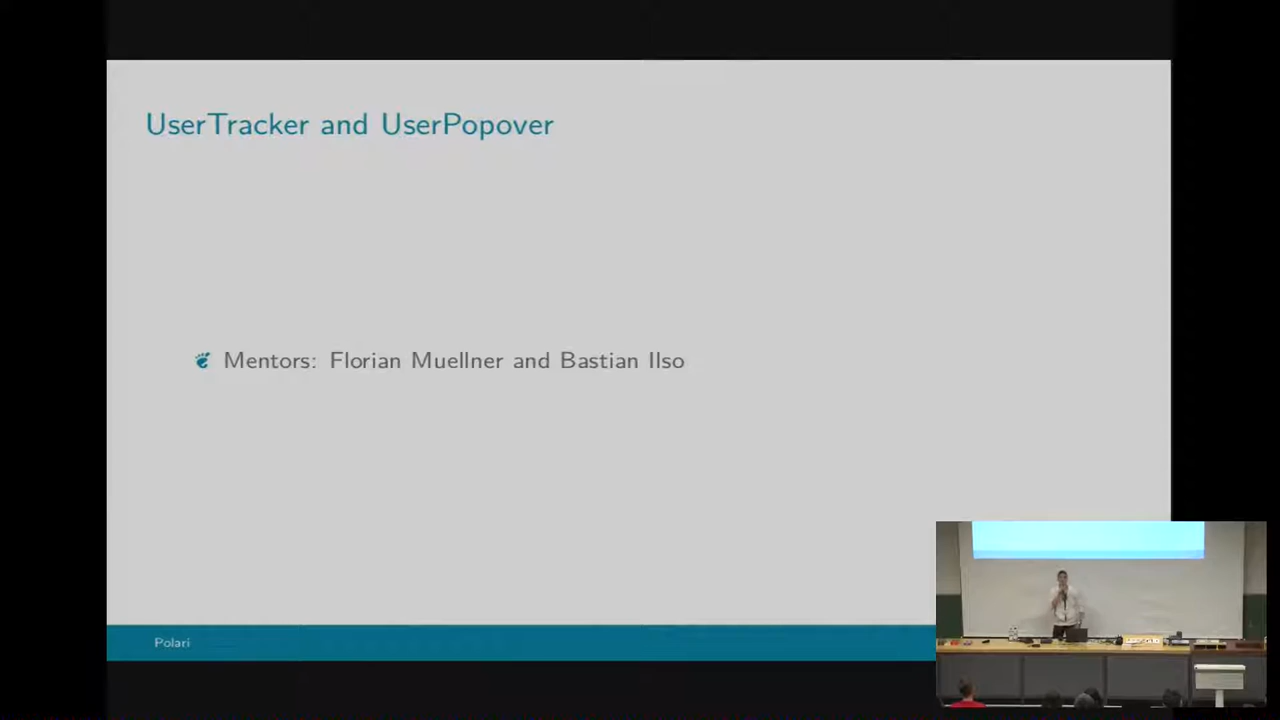 UserTracker and UserPopover
Mentors: Florian Muellner and Bastian Ilso
Polari